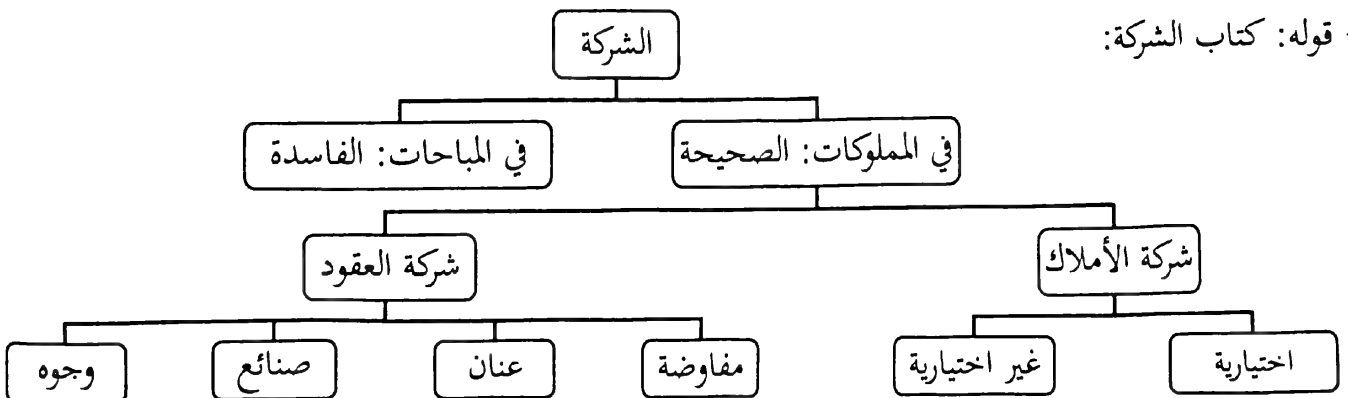 قوله: كتاب الشركة:
الشركة
في المملوكات: الصحيحة
في المباحات: الفاسدة
شركة الأملاك
شركة العقود
اختيارية
غير اختيارية
مفاوضة
عنان
صنائع
وجوه